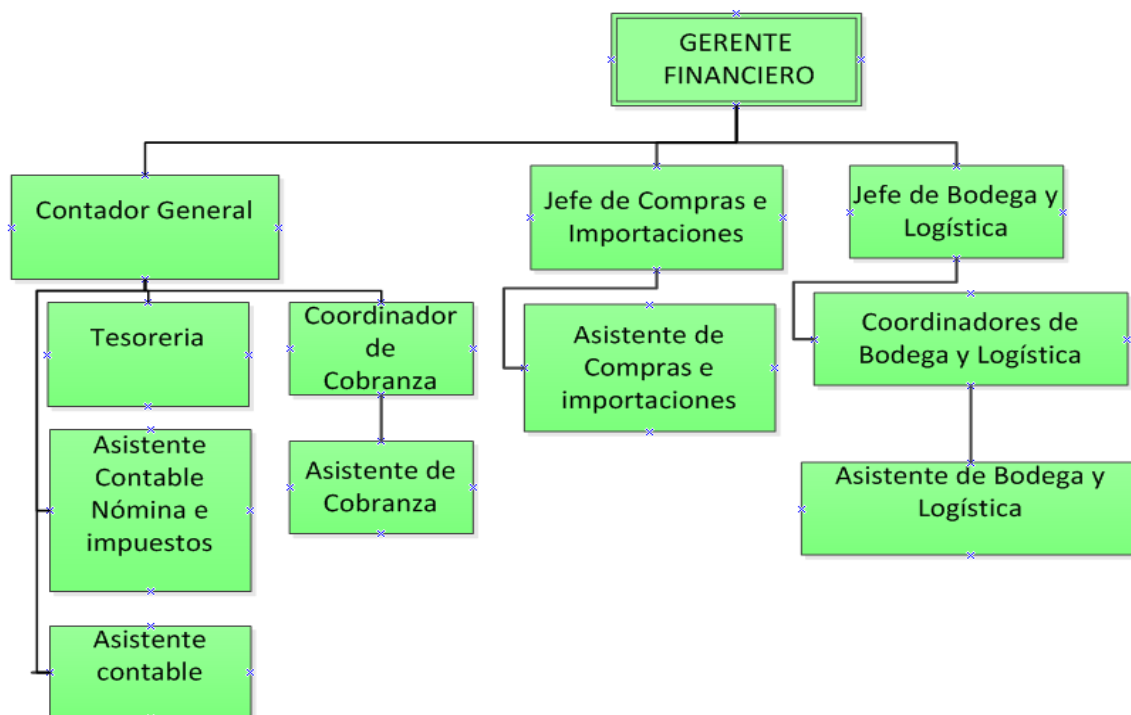 GERENTE
FINANCIERO
Contador General
Jefe de Compras e
Importaciones
Jefe de Bodega y
Logística
Tesoreria
Coordinador
de
Cobranza
Asistente de
Compras e
importaciones
Coordinadores de
Bodega y Logística
Asistente
Contable
Nómina e
impuestos
Asistente de
Cobranza
Asistente de Bodega y
Logística
Asistente
contable